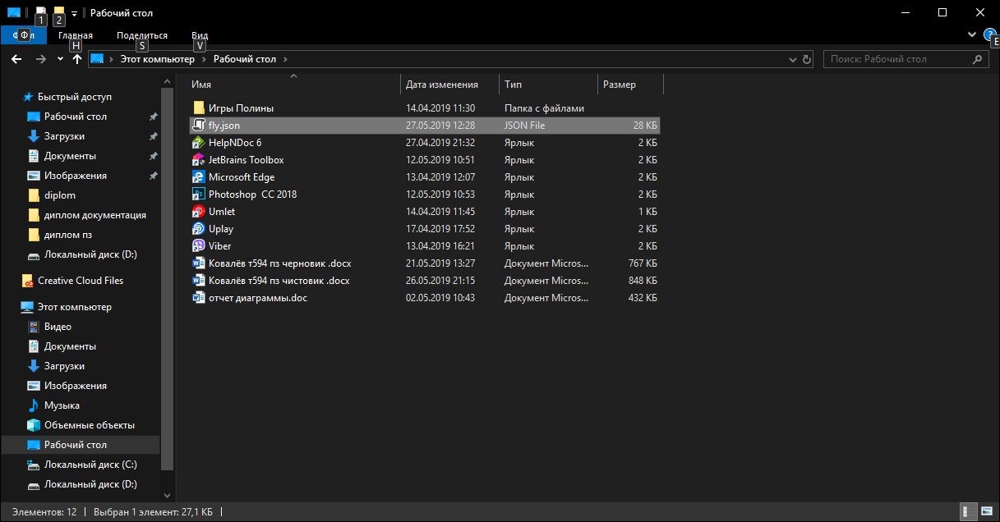 1
2
Рабочий стол
Ф
Главная
Поделиться
Вид
H
S
V
E
Этот компьютер
Рабочий стол
Поиск: Рабочий стол
Имя
Дата изменения
Тип
Размер
Быстрый доступ
Рабочий стол
Загрузки
Документы
Изображения
diplom
диплом документация
диплом пз
Локальный диск (D:)
Creative Cloud Files
Этот компьютер
Видео
Документы
Загрузки
Изображения
Музыка
Объемные объекты
Рабочий стол
Локальный диск (C:)
Локальный диск (D:)
Игры Полины 14.04.2019 11:30 Папка с файлами
fly.json 27.05.2019 12:28 JSON File 28 КБ
HelpNDoc 6 27.04.2019 21:32 Ярлык 2 КБ
JetBrains Toolbox 12.05.2019 10:51 Ярлык 2 КБ
Microsoft Edge 13.04.2019 12:07 Ярлык 2 КБ
Photoshop CC 2018 12.05.2019 10:53 Ярлык 2 КБ
Umlet 14.04.2019 11:45 Ярлык 1 КБ
Uplay 17.04.2019 17:52 Ярлык 2 КБ
Viber 13.04.2019 16:21 Ярлык 2 КБ
Ковалёв т594 пз черновик .docx 21.05.2019 13:27 Документ Micros... 767 КБ
Ковалёв т594 пз чистовик .docx 26.05.2019 21:15 Документ Micros... 848 КБ
отчет диаграммы.doc 02.05.2019 10:43 Документ Micros... 432 КБ
Элементов: 12
Выбран 1 элемент: 27,1 КБ